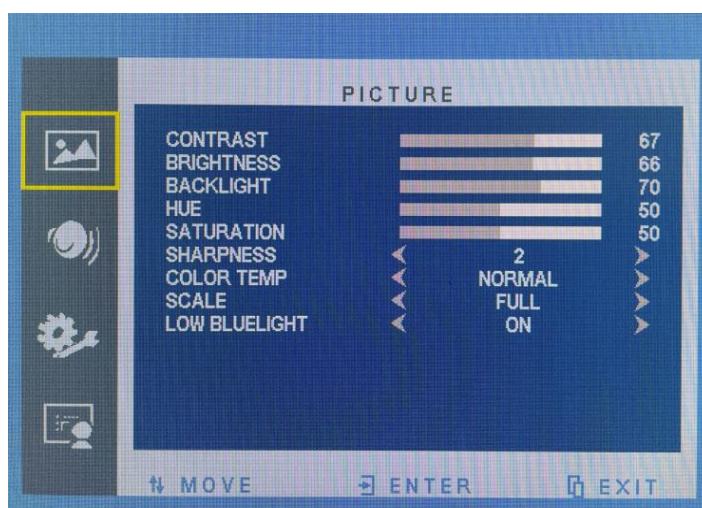 PICTURE
CONTRAST 67
BRIGHTNESS 66
BACKLIGHT 70
HUE 50
SATURATION 50
SHARPNESS 2
COLOR TEMP NORMAL
SCALE FULL
LOW BLUELIGHT ON
MOVE ENTER EXIT